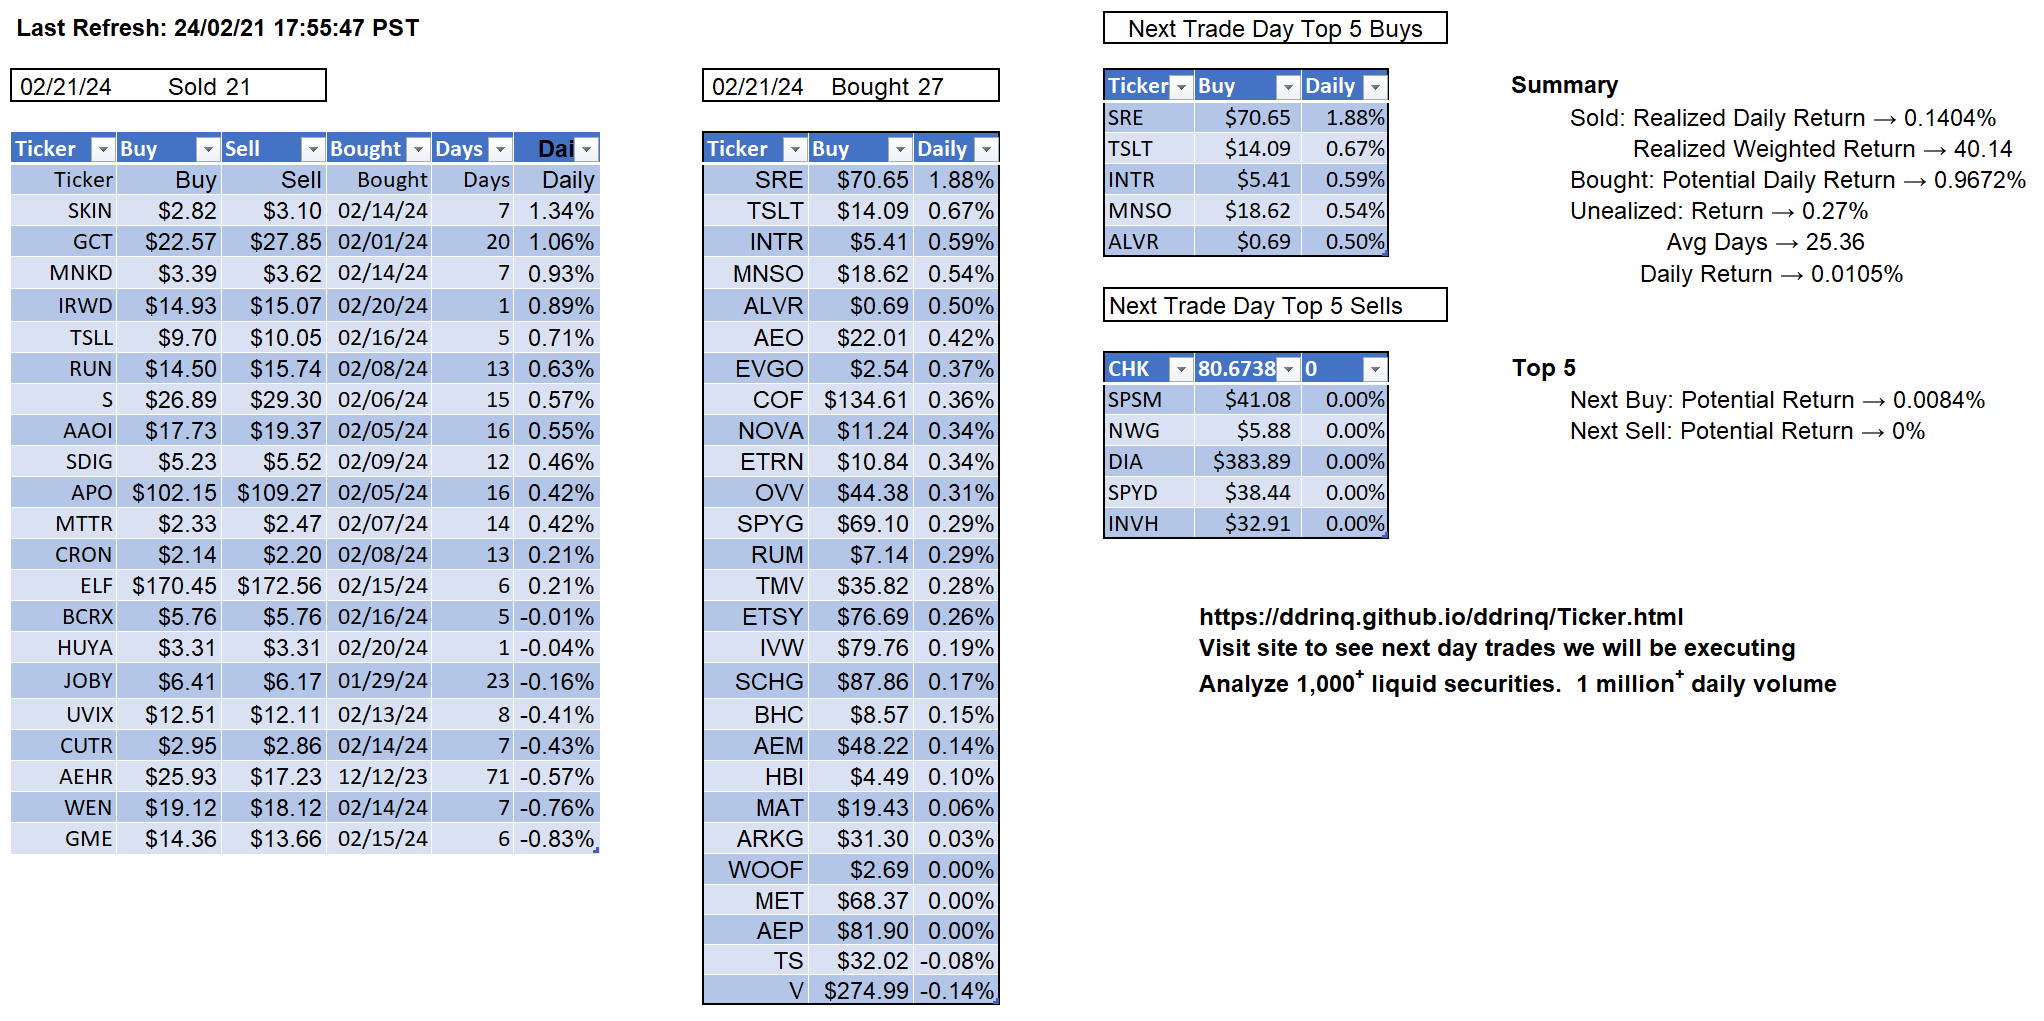 Last Refresh: 24/02/21 17:55:47 PST
02/21/24 Sold 21
Ticker Buy Sell Bought Days Dai
Ticker Buy Sell Bought Days Daily
SKIN $2.82 $3.10 02/14/24 7 1.34%
GCT $22.57 $27.85 02/01/24 20 1.06%
MNKD $3.39 $3.62 02/14/24 7 0.93%
IRWD $14.93 $15.07 02/20/24 1 0.89%
TSLL $9.70 $10.05 02/16/24 5 0.71%
RUN $14.50 $15.74 02/08/24 13 0.63%
S $26.89 $29.30 02/06/24 15 0.57%
AAOI $17.73 $19.37 02/05/24 16 0.55%
SDIG $5.23 $5.52 02/09/24 12 0.46%
APO $102.15 $109.27 02/05/24 16 0.42%
MTTR $2.33 $2.47 02/07/24 14 0.42%
CRON $2.14 $2.20 02/08/24 13 0.21%
ELF $170.45 $172.56 02/15/24 6 0.21%
BCRX $5.76 $5.76 02/16/24 5 -0.01%
HUYA $3.31 $3.31 02/20/24 1 -0.04%
JOBY $6.41 $6.17 01/29/24 23 -0.16%
UVIX $12.51 $12.11 02/13/24 8 -0.41%
CUTR $2.95 $2.86 02/14/24 7 -0.43%
AEHR $25.93 $17.23 12/12/23 71 -0.57%
WEN $19.12 $18.12 02/14/24 7 -0.76%
GME $14.36 $13.66 02/15/24 6 -0.83%
02/21/24 Bought 27
Ticker Buy Daily
SRE $70.65 1.88%
TSLT $14.09 0.67%
INTR $5.41 0.59%
MNSO $18.62 0.54%
ALVR $0.69 0.50%
AEO $22.01 0.42%
EVGO $2.54 0.37%
COF $134.61 0.36%
NOVA $11.24 0.34%
ETRN $10.84 0.34%
OVV $44.38 0.31%
SPYG $69.10 0.29%
RUM $7.14 0.29%
TMV $35.82 0.28%
ETSY $76.69 0.26%
IVW $79.76 0.19%
SCHG $87.86 0.17%
BHC $8.57 0.15%
AEM $48.22 0.14%
HBI $4.49 0.10%
MAT $19.43 0.06%
ARKG $31.30 0.03%
WOOF $2.69 0.00%
MET $68.37 0.00%
AEP $81.90 0.00%
TS $32.02 -0.08%
V $274.99 -0.14%
Next Trade Day Top 5 Buys
Ticker Buy Daily
SRE $70.65 1.88%
TSLT $14.09 0.67%
INTR $5.41 0.59%
MNSO $18.62 0.54%
ALVR $0.69 0.50%
Next Trade Day Top 5 Sells
CHK 80.6738 0
SPSM $41.08 0.00%
NWG $5.88 0.00%
DIA $383.89 0.00%
SPYD $38.44 0.00%
INVH $32.91 0.00%
Summary
Sold: Realized Daily Return → 0.1404%
Realized Weighted Return → 40.14
Bought: Potential Daily Return → 0.9672%
Unealized: Return → 0.27%
Avg Days → 25.36
Daily Return → 0.0105%
Top 5
Next Buy: Potential Return → 0.0084%
Next Sell: Potential Return → 0%
https://ddrinq.github.io/ddrinq/Ticker.html
Visit site to see next day trades we will be executing
Analyze 1,000⁺ liquid securities. 1 million⁺ daily volume